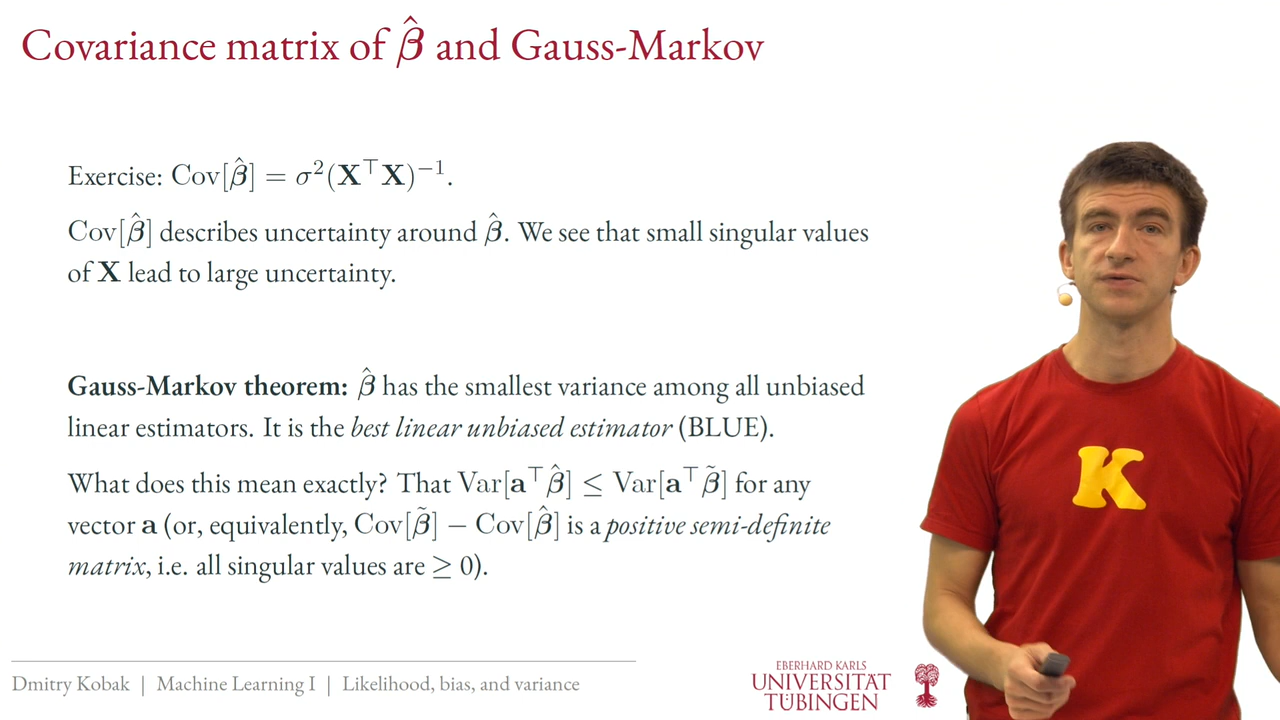 Covariance matrix of β̂ and Gauss-Markov
Exercise: Cov[β̂] = σ²(X⊤X)⁻¹.
Cov[β̂] describes uncertainty around β̂. We see that small singular values
of X lead to large uncertainty.
Gauss-Markov theorem: β̂ has the smallest variance among all unbiased
linear estimators. It is the best linear unbiased estimator (BLUE).
What does this mean exactly? That Var[a⊤β̂] ≤ Var[a⊤β̃] for any
vector a (or, equivalently, Cov[β̃] − Cov[β̂] is a positive semi-definite
matrix, i.e. all singular values are ≥ 0).
K
Dmitry Kobak | Machine Learning I | Likelihood, bias, and variance
EBERHARD KARLS
UNIVERSITÄT
TÜBINGEN